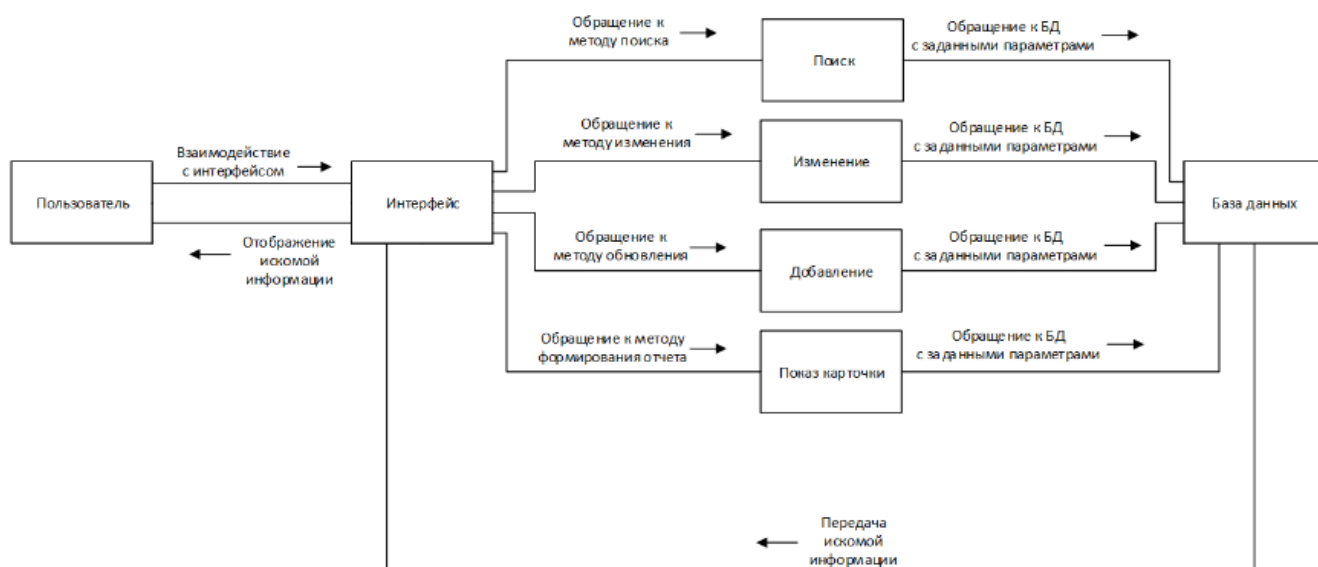 Обращение к
методу поиска
Обращение к БД
с заданными параметрами
Поиск
Обращение к
методу изменения
Обращение к БД
с заданными параметрами
Изменение
Взаимодействие
с интерфейсом
Пользователь
Интерфейс
База данных
Отображение
искомой
информации
Обращение к
методу обновления
Обращение к БД
с заданными параметрами
Добавление
Обращение к методу
формирования отчета
Обращение к БД
с заданными параметрами
Показ карточки
Передача
искомой
информации